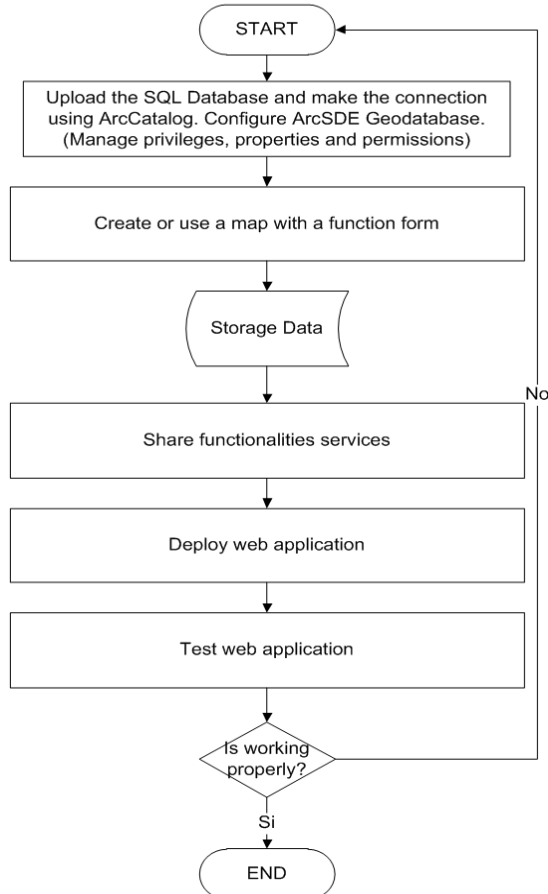 START
Upload the SQL Database and make the connection
using ArcCatalog. Configure ArcSDE Geodatabase.
(Manage privileges, properties and permissions)
Create or use a map with a function form
Storage Data
Share functionalities services
No
Deploy web application
Test web application
Is working
properly?
Si
END